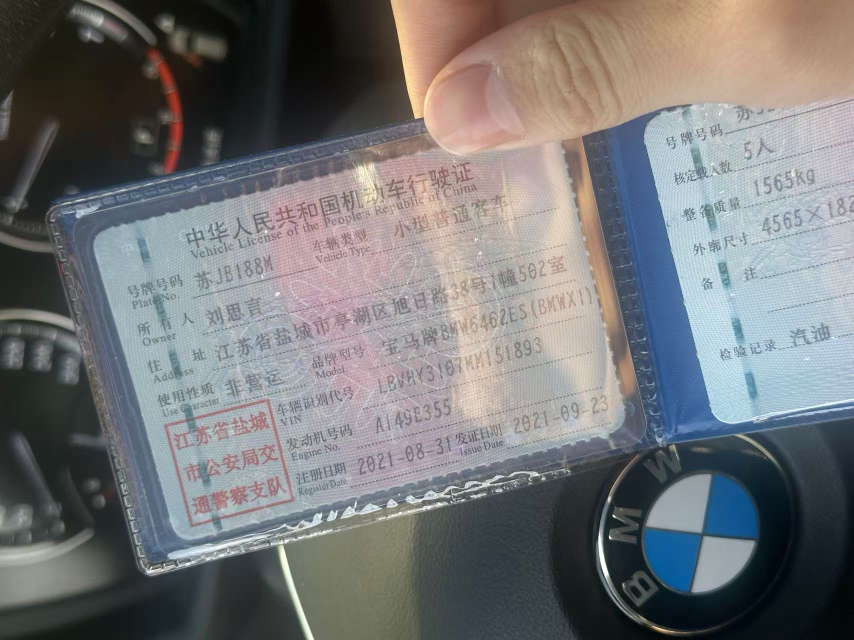 中华人民共和国机动车行驶证
Vehicle License of the People's Republic of China
号牌号码 苏JB188M 车辆类型 小型普通客车
Plate No. Vehicle Type
所有人 刘思言
Owner
住址 江苏省盐城市亭湖区旭日路38号1幢502室
Address
使用性质 非营运 品牌型号 宝马牌BMW6462ES(BMWX1)
Use Character Model
车辆识别代号 LBVHY3107MM151893
VIN
发动机号码 A149E355
Engine No.
注册日期 2021-08-31 发证日期 2021-09-23
Register Date Issue Date
江苏省盐城
市公安局交
通警察支队
号牌号码
核定载人数 5人
整备质量 1565kg
外廓尺寸 4565×182
备注
检验记录 汽油
BMW